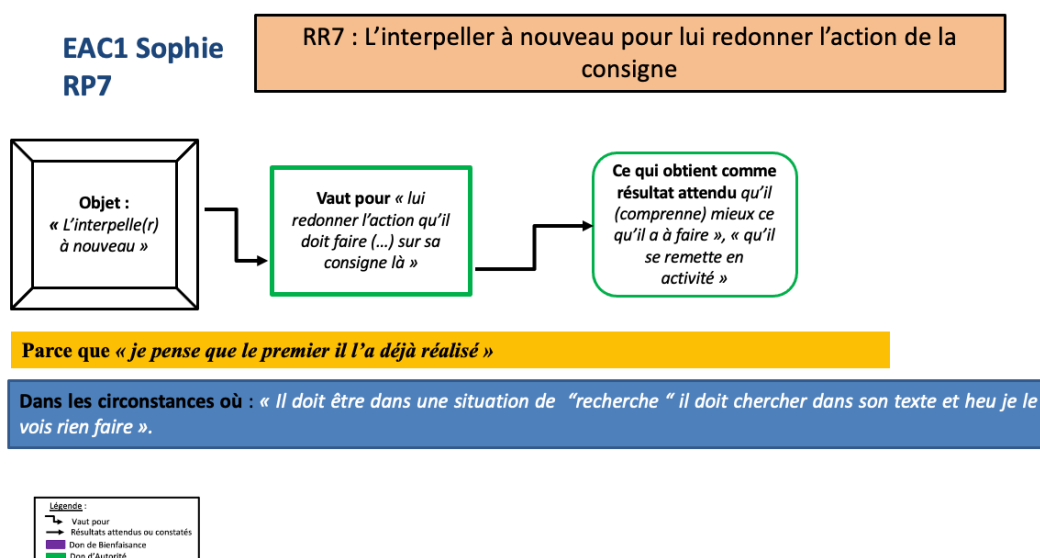 EAC1 Sophie
RP7
RR7 : L’interpeller à nouveau pour lui redonner l’action de la
consigne
Objet :
« L’interpelle(r)
à nouveau »
Vaut pour « lui
redonner l’action qu’il
doit faire (…) sur sa
consigne là »
Ce qui obtient comme
résultat attendu qu’il
(comprenne) mieux ce
qu’il a à faire », « qu’il
se remette en
activité »
Parce que « je pense que le premier il l’a déjà réalisé »
Dans les circonstances où : « Il doit être dans une situation de “recherche “ il doit chercher dans son texte et heu je le
vois rien faire ».
Légende :
Vaut pour
Résultats attendus ou constatés
Don de Bienfaisance
Don d’Autorité